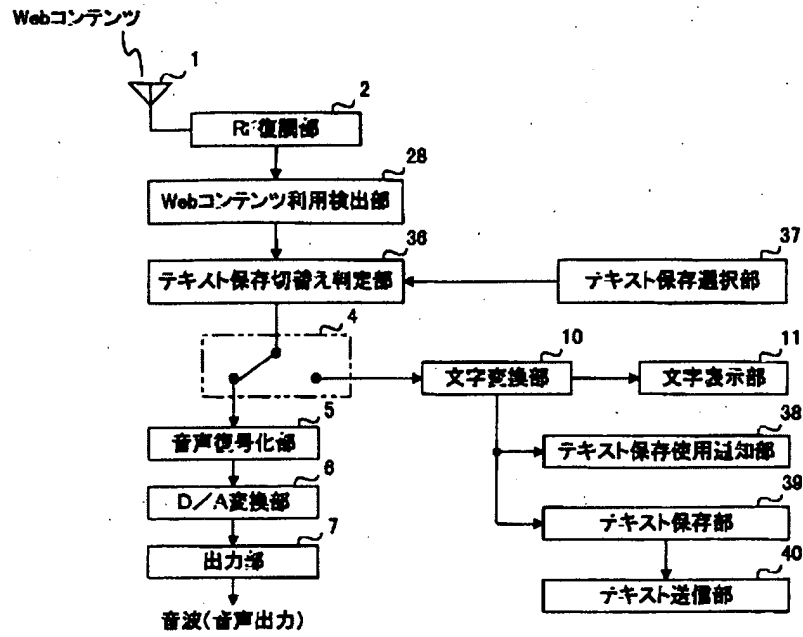 Webコンテンツ
1
2
RF復調部
28
Webコンテンツ利用検出部
36
テキスト保存切替え判定部
37
テキスト保存選択部
4
10
文字変換部
11
文字表示部
5
音声復号化部
38
テキスト保存使用通知部
6
D/A変換部
39
テキスト保存部
7
出力部
40
テキスト送信部
音波(音声出力)